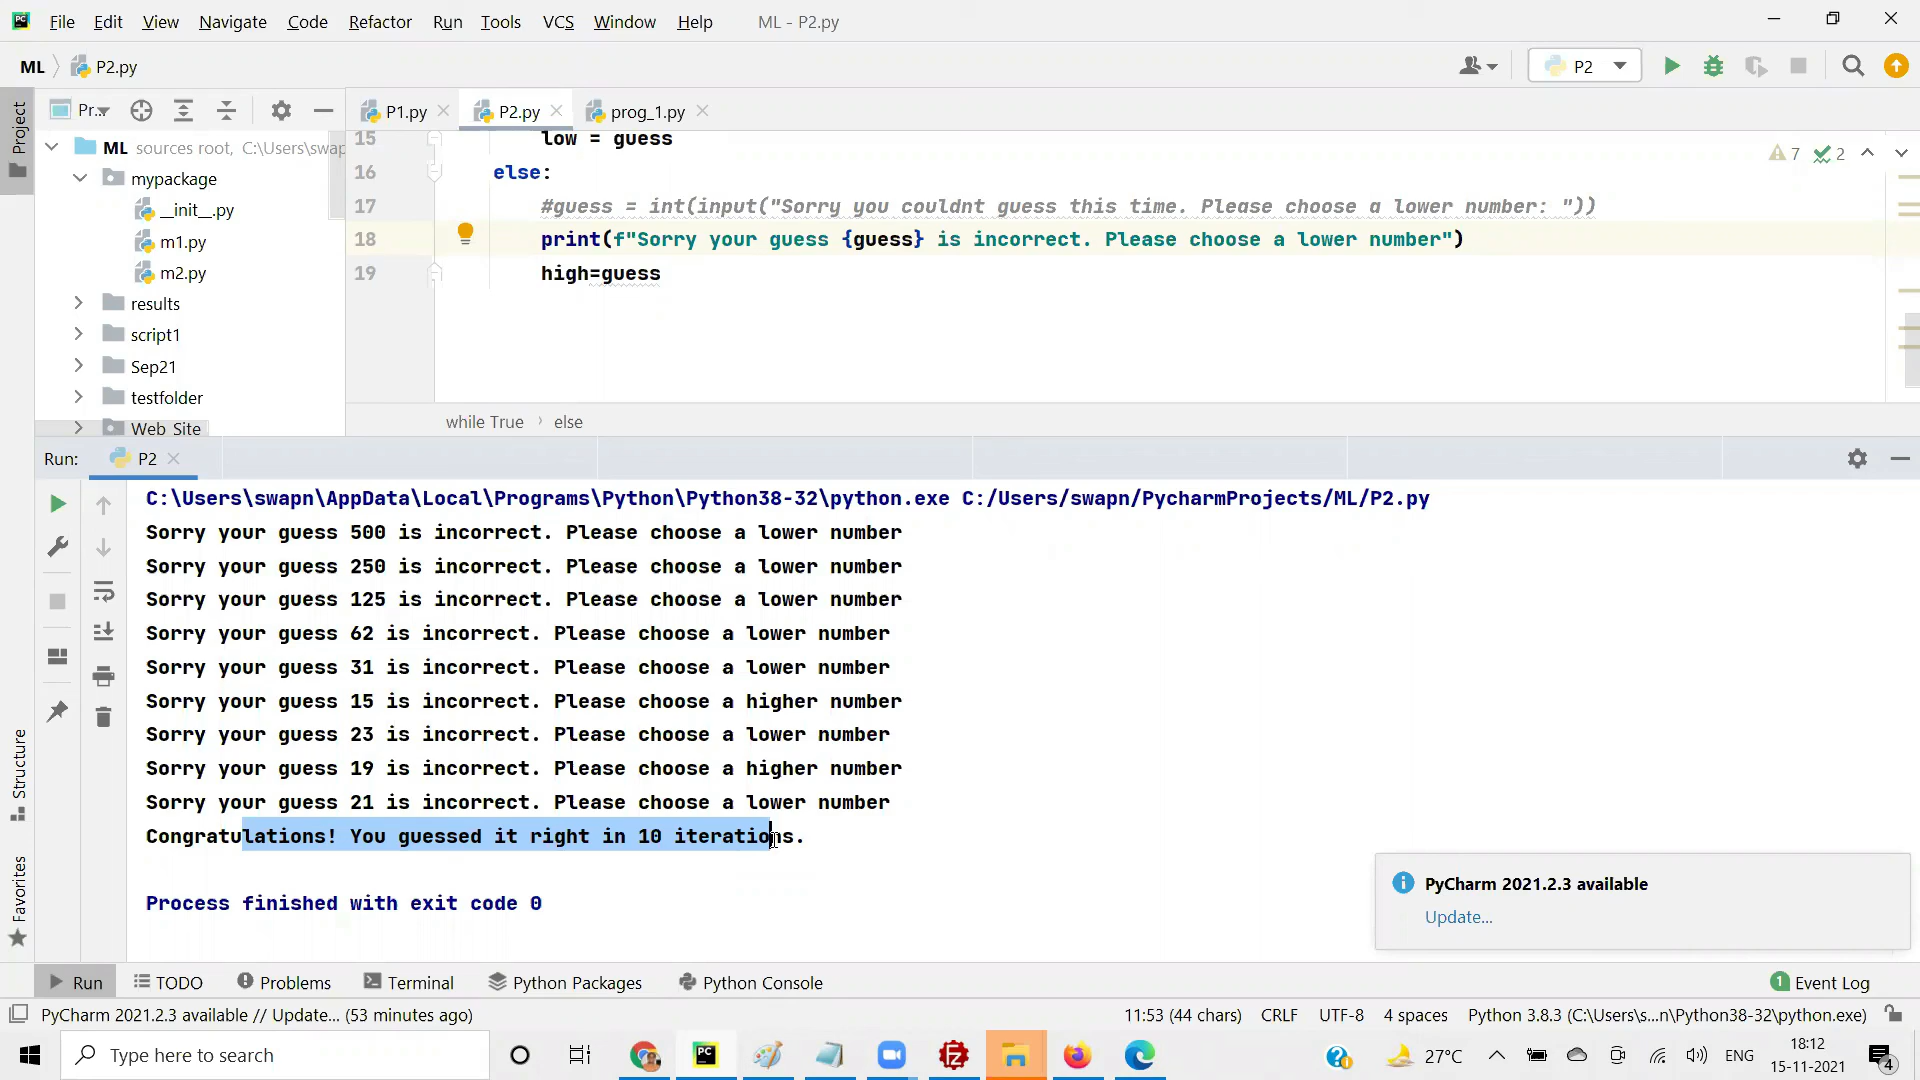 File Edit View Navigate Code Refactor Run Tools VCS Window Help ML - P2.py
ML P2.py
P2
Project
Pr...
P1.py P2.py prog_1.py
ML sources root, C:\Users\swap
mypackage
__init__.py
m1.py
m2.py
results
script1
Sep21
testfolder
Web Site
7 2
15 low = guess
16 else:
17 #guess = int(input("Sorry you couldnt guess this time. Please choose a lower number: "))
18 print(f"Sorry your guess {guess} is incorrect. Please choose a lower number")
19 high=guess
while True else
Run: P2
C:\Users\swapn\AppData\Local\Programs\Python\Python38-32\python.exe C:/Users/swapn/PycharmProjects/ML/P2.py
Sorry your guess 500 is incorrect. Please choose a lower number
Sorry your guess 250 is incorrect. Please choose a lower number
Sorry your guess 125 is incorrect. Please choose a lower number
Sorry your guess 62 is incorrect. Please choose a lower number
Sorry your guess 31 is incorrect. Please choose a lower number
Sorry your guess 15 is incorrect. Please choose a higher number
Sorry your guess 23 is incorrect. Please choose a lower number
Sorry your guess 19 is incorrect. Please choose a higher number
Sorry your guess 21 is incorrect. Please choose a lower number
Congratulations! You guessed it right in 10 iterations.
Process finished with exit code 0
Structure
Favorites
PyCharm 2021.2.3 available
Update...
Run TODO Problems Terminal Python Packages Python Console 1 Event Log
PyCharm 2021.2.3 available // Update... (53 minutes ago) 11:53 (44 chars) CRLF UTF-8 4 spaces Python 3.8.3 (C:\Users\s...n\Python38-32\python.exe)
Type here to search
PC
27°C
ENG
18:12
15-11-2021
4